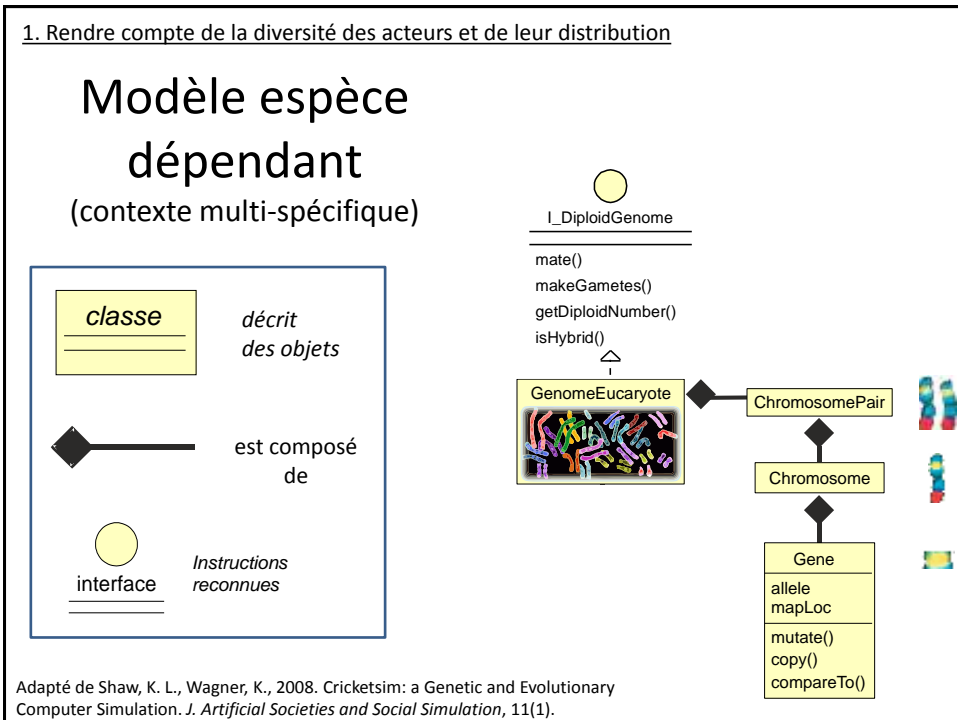 1. Rendre compte de la diversité des acteurs et de leur distribution
Modèle espèce
dépendant
(contexte multi-spécifique)
classe
décrit
des objets
est composé
de
interface
Instructions
reconnues
I_DiploidGenome
mate()
makeGametes()
getDiploidNumber()
isHybrid()
GenomeEucaryote
ChromosomePair
Chromosome
Gene
allele
mapLoc
mutate()
copy()
compareTo()
Adapté de Shaw, K. L., Wagner, K., 2008. Cricketsim: a Genetic and Evolutionary
Computer Simulation. J. Artificial Societies and Social Simulation, 11(1).